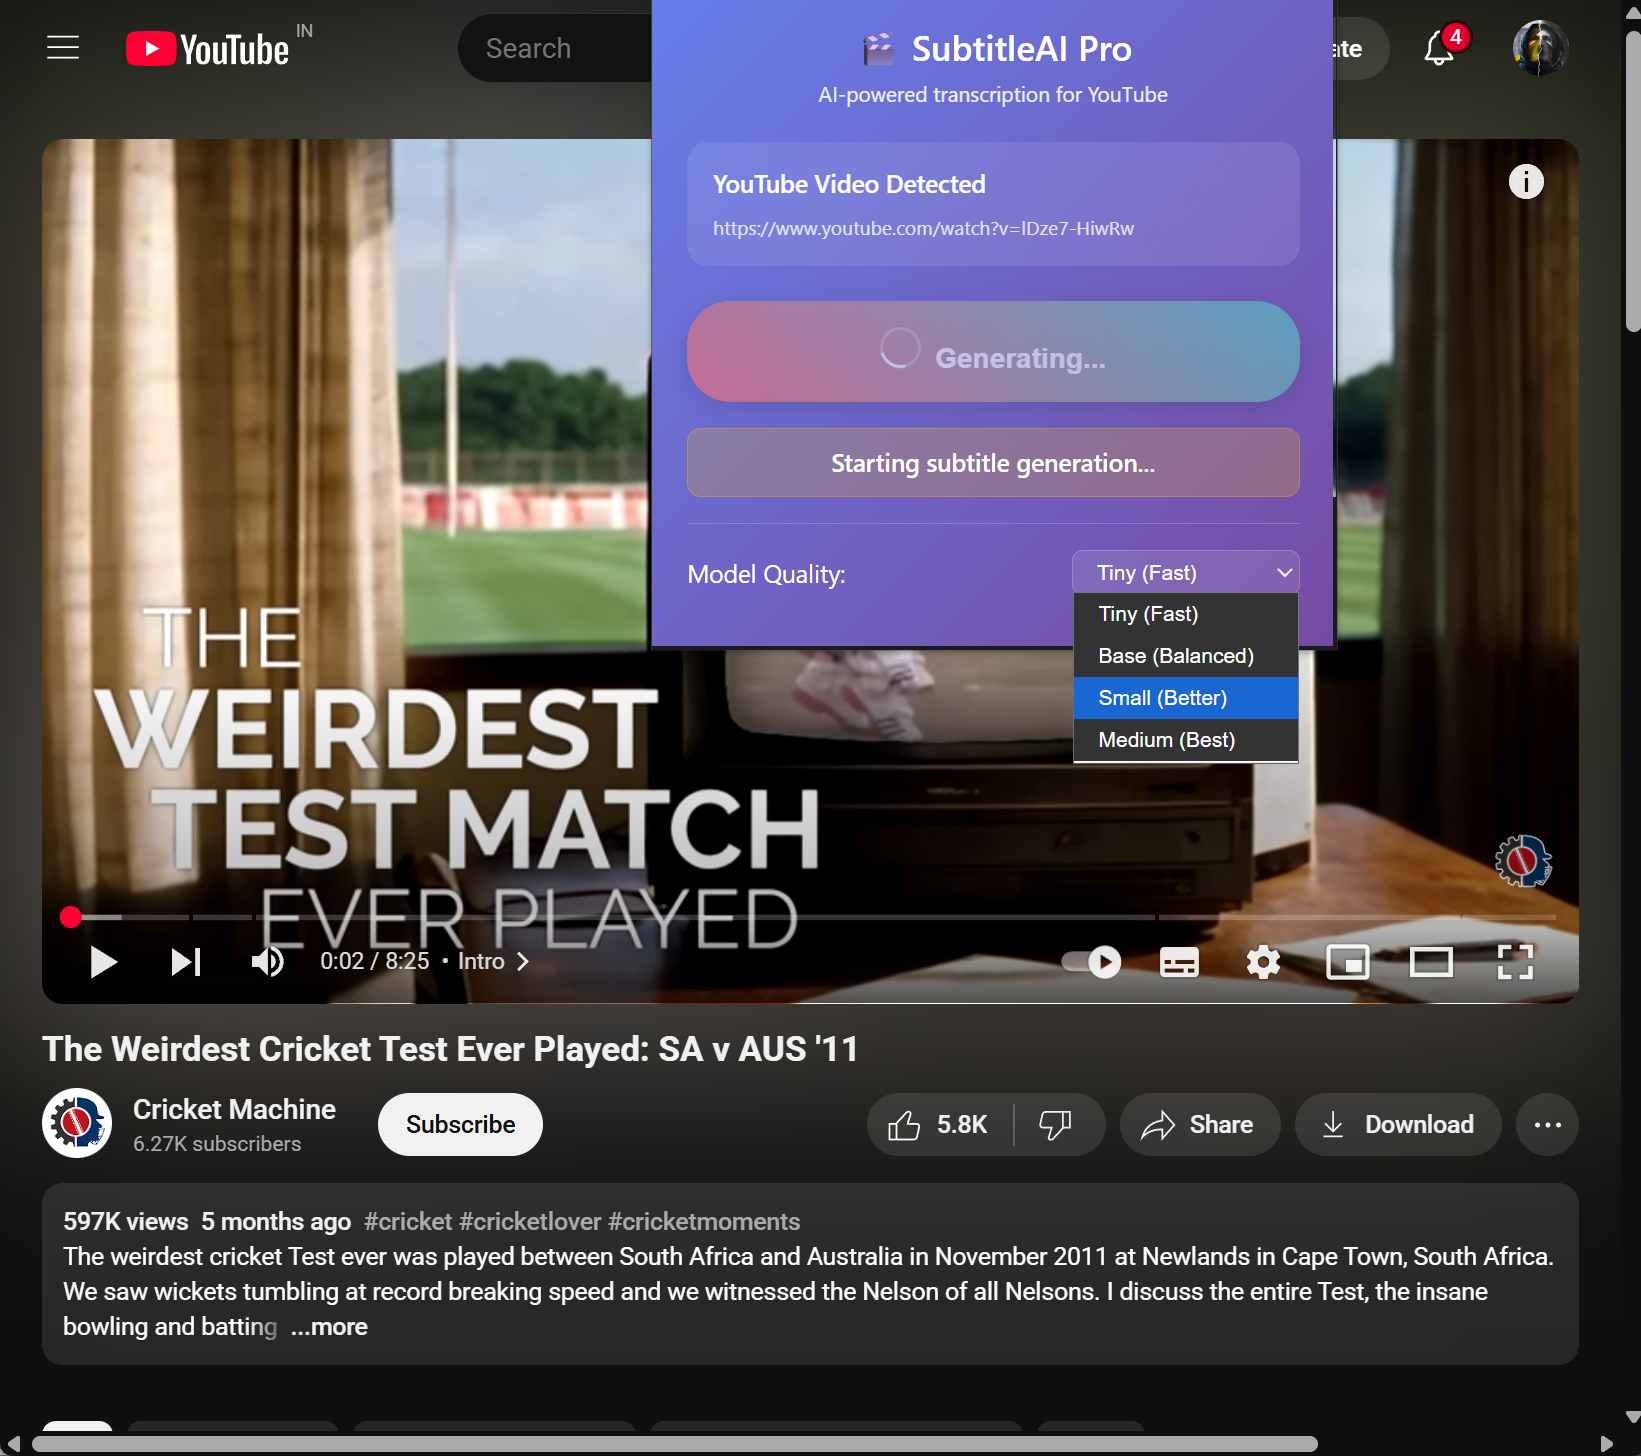 YouTube IN
Search
ate
4
SubtitleAI Pro
AI-powered transcription for YouTube
YouTube Video Detected
https://www.youtube.com/watch?v=lDze7-HiwRw
Generating...
Starting subtitle generation...
Model Quality:
Tiny (Fast)
Tiny (Fast)
Base (Balanced)
Small (Better)
Medium (Best)
THE
WEIRDEST
TEST MATCH
EVER PLAYED
0:02 / 8:25 • Intro
The Weirdest Cricket Test Ever Played: SA v AUS '11
Cricket Machine
6.27K subscribers
Subscribe
5.8K
Share
Download
597K views 5 months ago #cricket #cricketlover #cricketmoments
The weirdest cricket Test ever was played between South Africa and Australia in November 2011 at Newlands in Cape Town, South Africa.
We saw wickets tumbling at record breaking speed and we witnessed the Nelson of all Nelsons. I discuss the entire Test, the insane
bowling and batting ...more